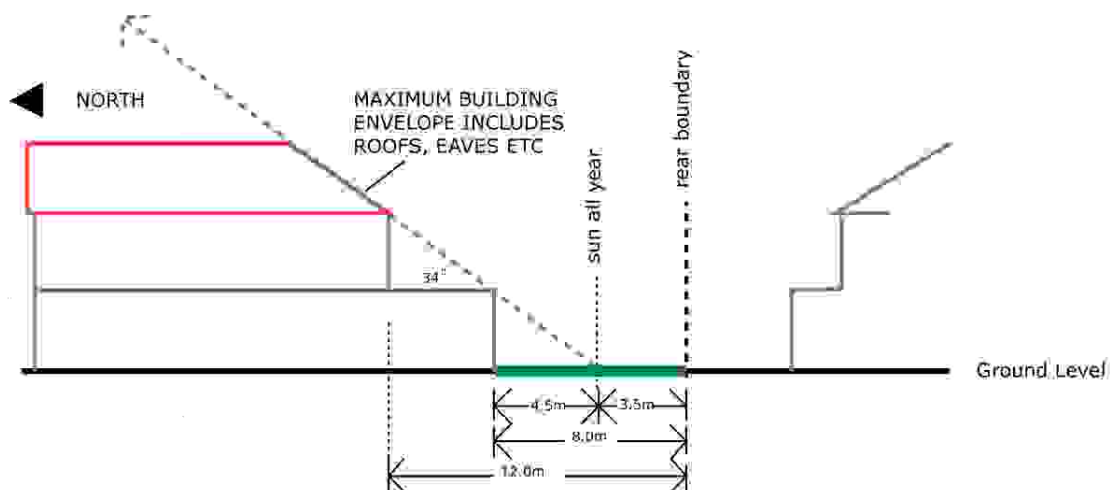 NORTH
MAXIMUM BUILDING
ENVELOPE INCLUDES
ROOFS, EAVES ETC
rear boundary
sun all year
34°
Ground Level
4.5m
3.5m
8.0m
12.0m